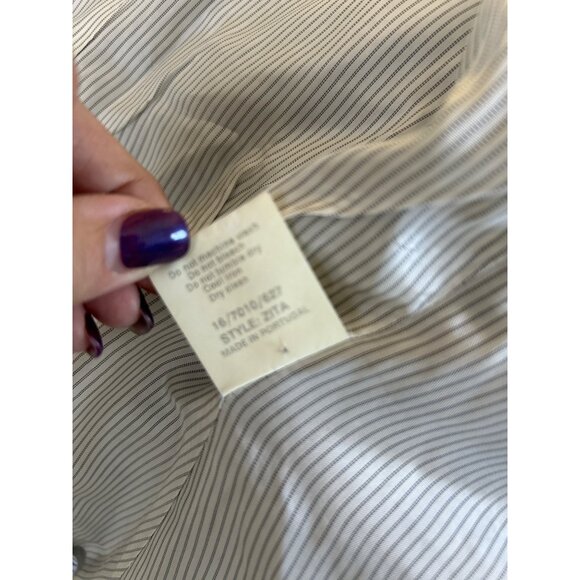 Do not machine wash
Do not bleach
Do not tumble dry
Cool iron
Dry clean
16/7010/627
STYLE: ZITA
MADE IN PORTUGAL